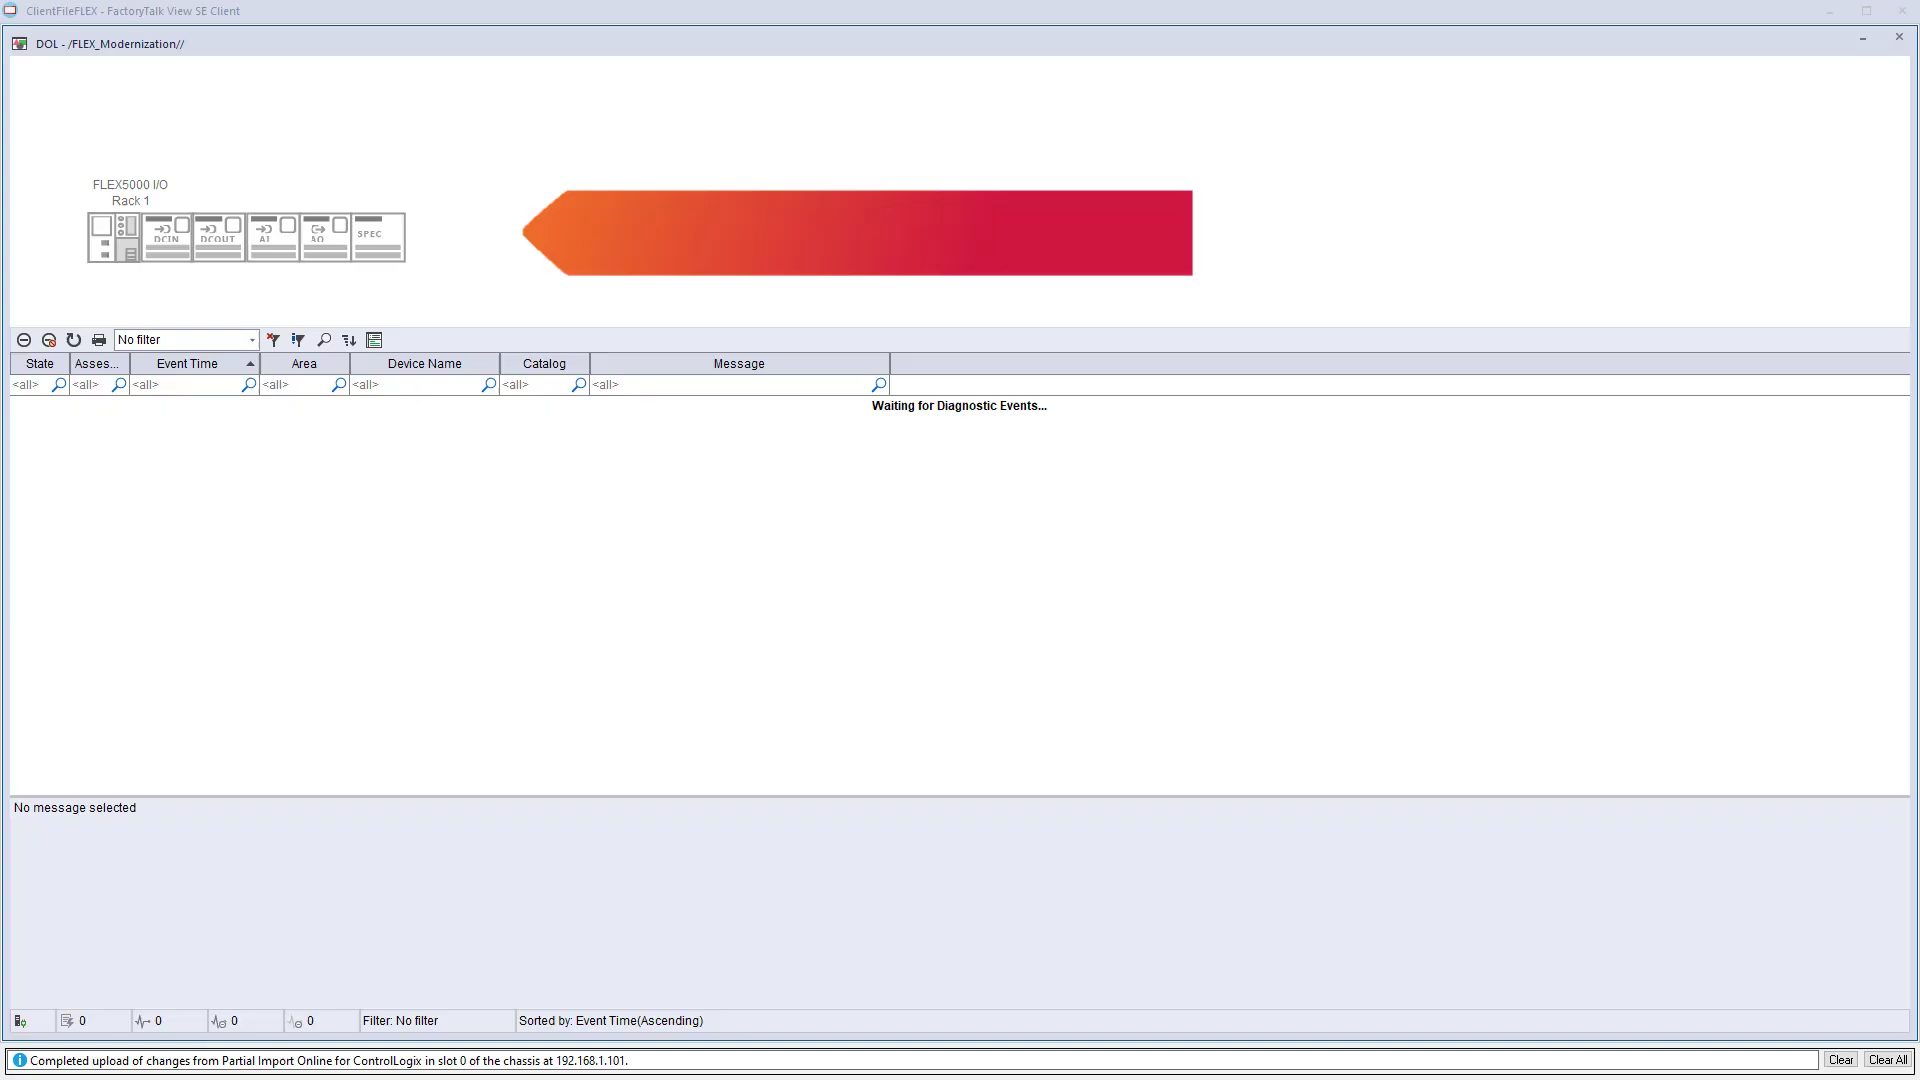 ClientFileFLEX - FactoryTalk View SE Client
DOL - /FLEX_Modernization//
FLEX5000 I/O
Rack 1
DCIN DCOUT AI AO SPEC
No filter
State Asses... Event Time Area Device Name Catalog Message
<all> <all> <all> <all> <all> <all> <all>
Waiting for Diagnostic Events...
No message selected
0 0 0 0 Filter: No filter Sorted by: Event Time(Ascending)
Completed upload of changes from Partial Import Online for ControlLogix in slot 0 of the chassis at 192.168.1.101. Clear Clear All